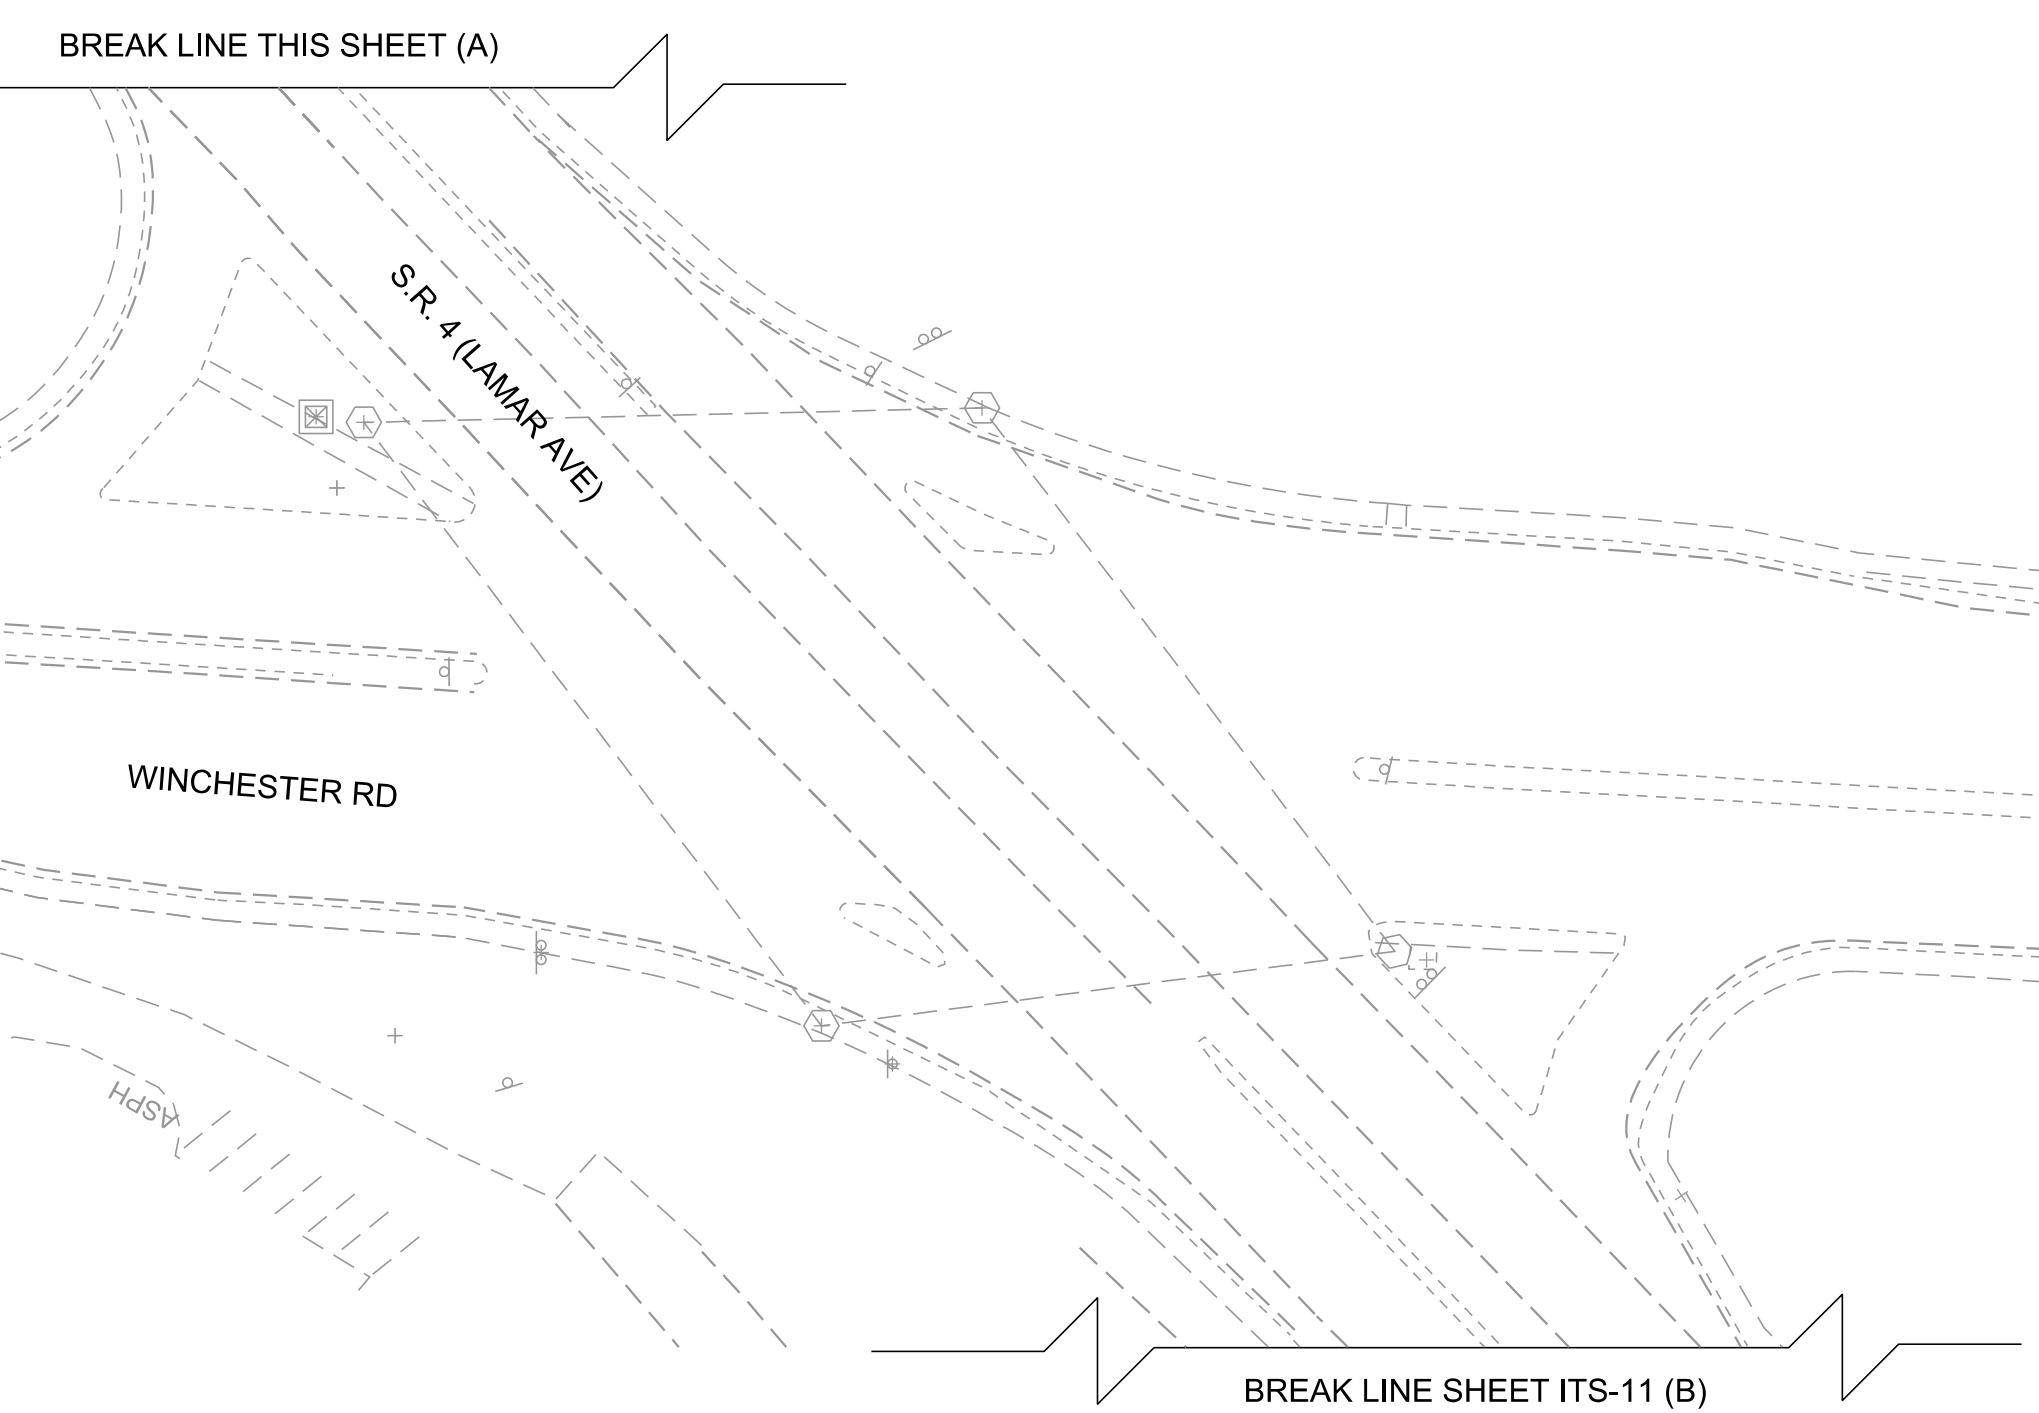 BREAK LINE THIS SHEET (A)
S.R. 4 (LAMAR AVE)
WINCHESTER RD
ASPH
BREAK LINE SHEET ITS-11 (B)